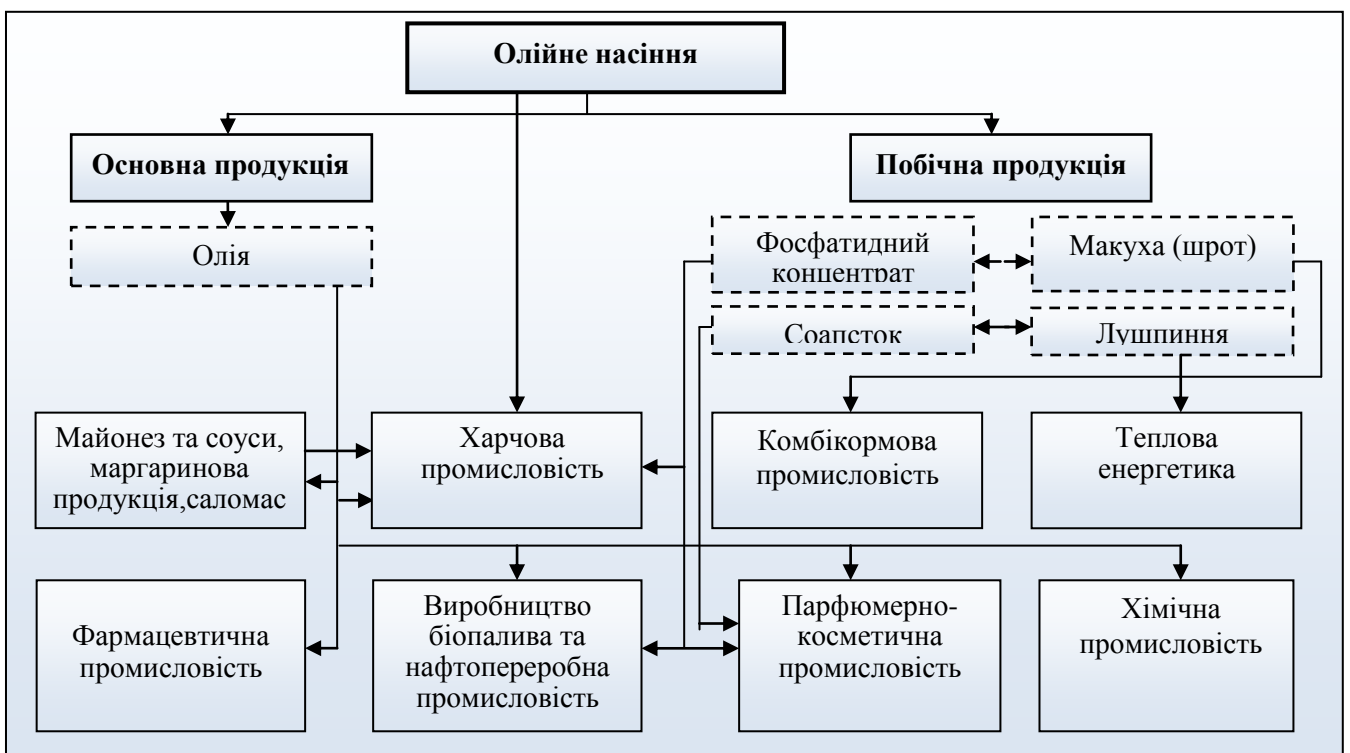 Олійне насіння
Основна продукція
Побічна продукція
Олія
Фосфатидний
концентрат
Макуха (шрот)
Соапсток
Лушпиння
Майонез та соуси,
маргаринова
продукція,саломас
Харчова
промисловість
Комбікормова
промисловість
Теплова
енергетика
Фармацевтична
промисловість
Виробництво
біопалива та
нафтопереробна
промисловість
Парфюмерно-
косметична
промисловість
Хімічна
промисловість